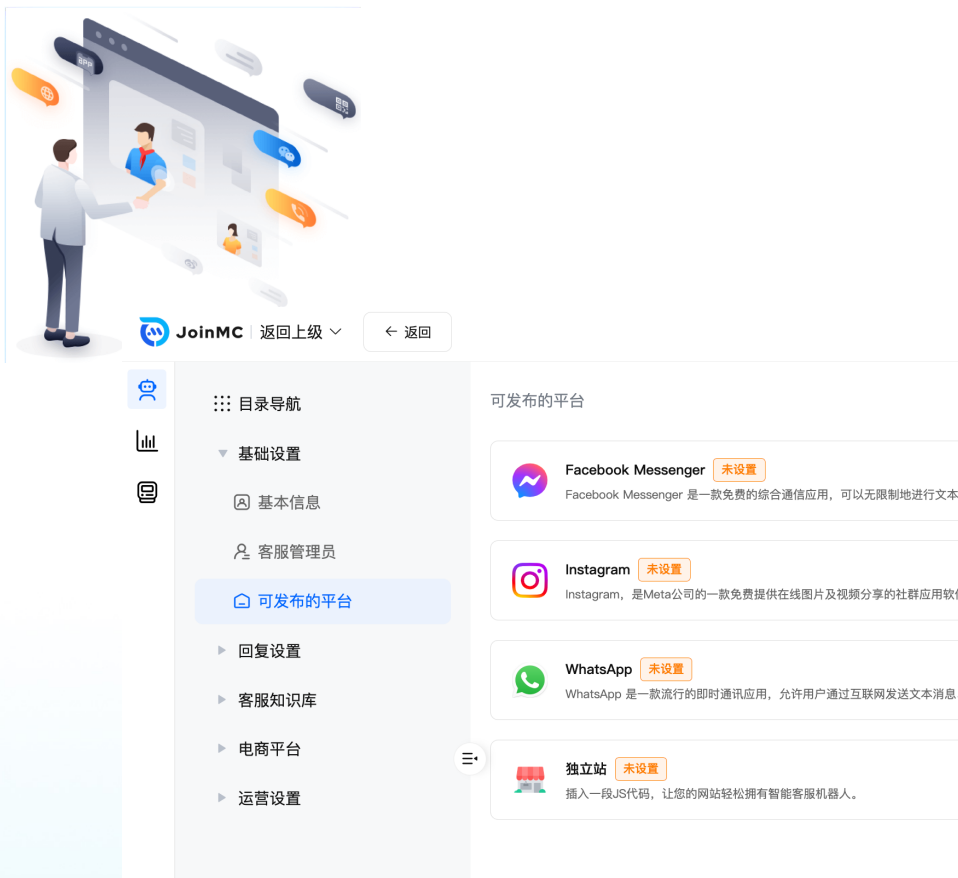 APP
JoinMC
返回上级
返回
目录导航
基础设置
基本信息
客服管理员
可发布的平台
回复设置
客服知识库
电商平台
运营设置
可发布的平台
Facebook Messenger 未设置
Facebook Messenger 是一款免费的综合通信应用，可以无限制地进行文本
Instagram 未设置
Instagram，是Meta公司的一款免费提供在线图片及视频分享的社群应用软
WhatsApp 未设置
WhatsApp 是一款流行的即时通讯应用，允许用户通过互联网发送文本消息
独立站 未设置
插入一段JS代码，让您的网站轻松拥有智能客服机器人。